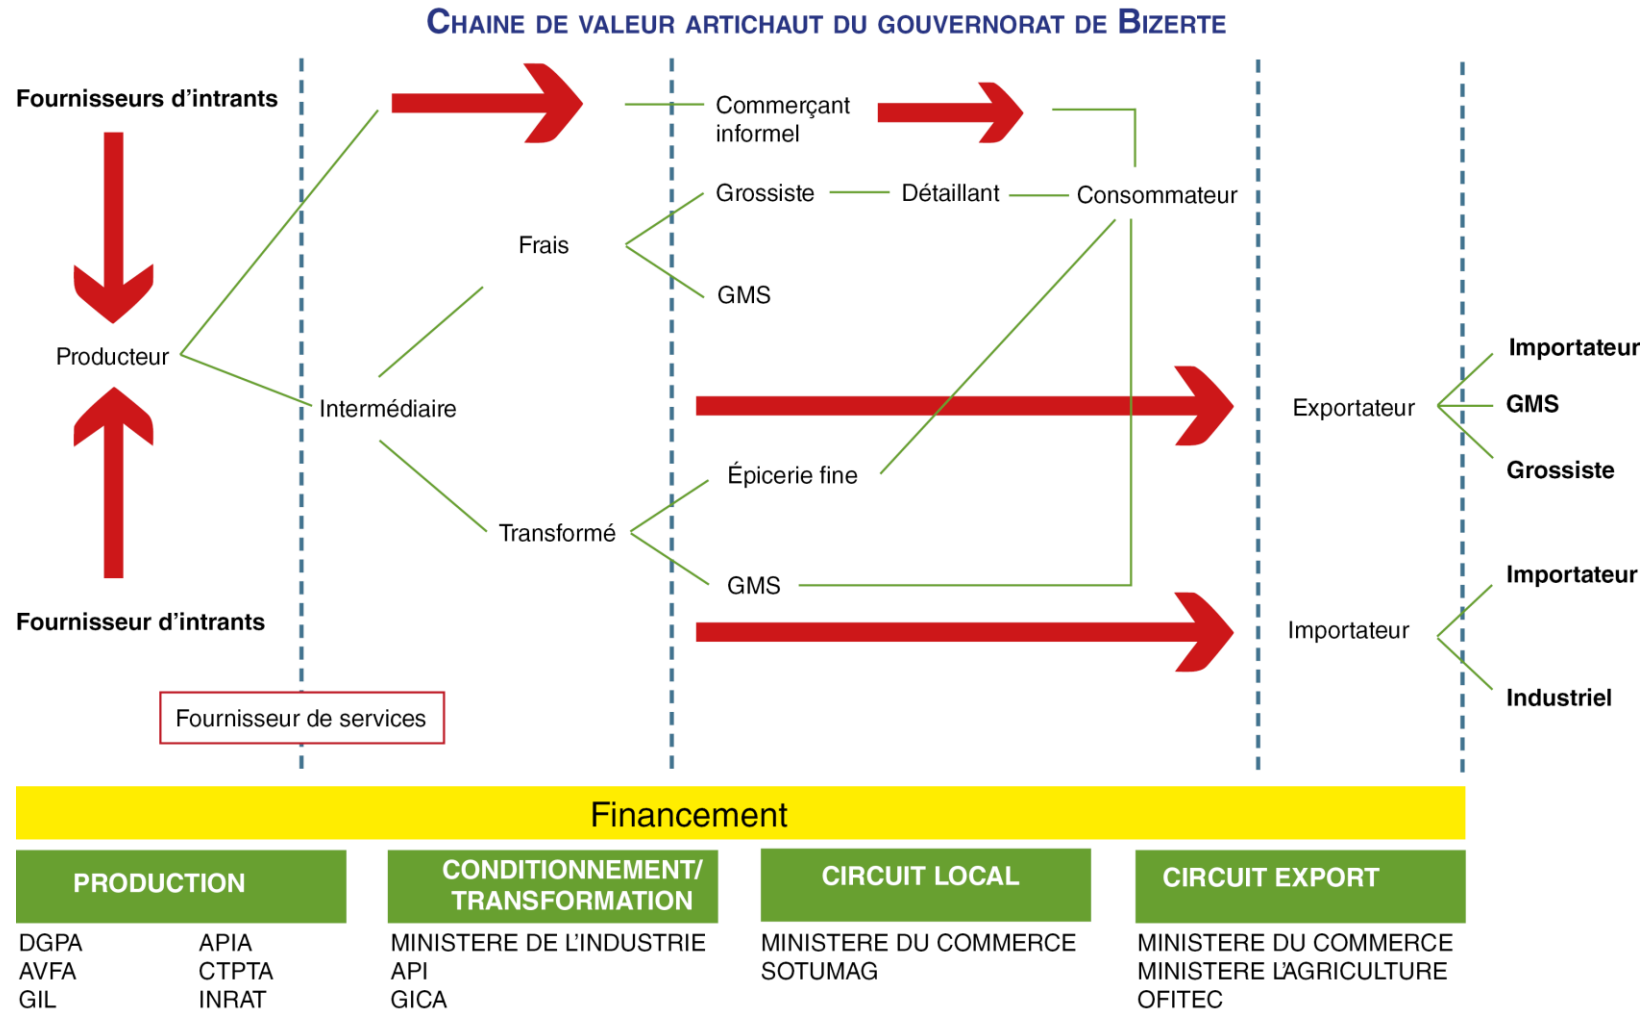 CHAINE DE VALEUR ARTICHAUT DU GOUVERNORAT DE BIZERTE
Fournisseurs d'intrants
Commerçant
informel
Grossiste
Détaillant
Consommateur
Frais
GMS
Producteur
Intermédiaire
Exportateur
Importateur
GMS
Grossiste
Épicerie fine
Transformé
GMS
Importateur
Importateur
Industriel
Fournisseur d'intrants
Fournisseur de services
Financement
PRODUCTION
DGPA APIA
AVFA CTPTA
GIL INRAT
CONDITIONNEMENT/
TRANSFORMATION
MINISTERE DE L'INDUSTRIE
API
GICA
CIRCUIT LOCAL
MINISTERE DU COMMERCE
SOTUMAG
CIRCUIT EXPORT
MINISTERE DU COMMERCE
MINISTERE L'AGRICULTURE
OFITEC